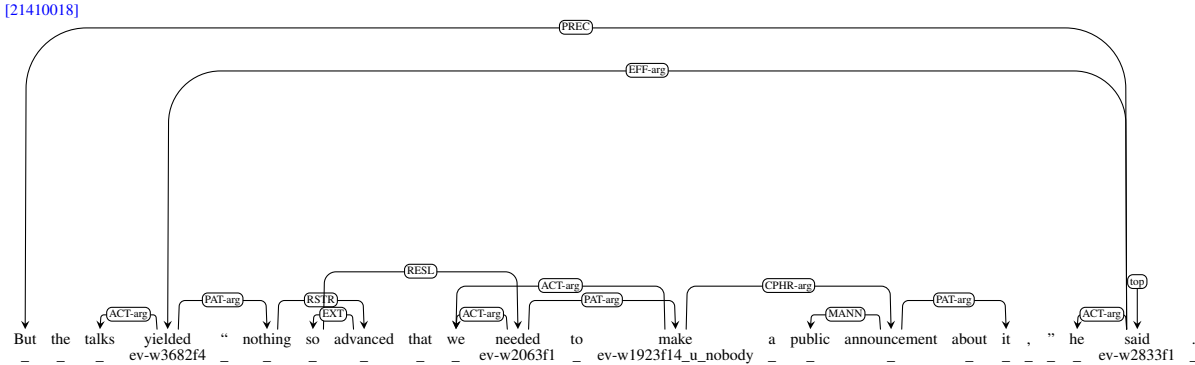 [21410018]
PREC
EFF-arg
RESL
top
ACT-arg CPHR-arg
PAT-arg RSTR PAT-arg PAT-arg
ACT-arg EXT ACT-arg MANN ACT-arg
But the talks yielded “ nothing so advanced that we needed to make a public announcement about it , ” he said .
_ _ _ ev-w3682f4 _ _ _ _ _ _ ev-w2063f1 _ ev-w1923f14_u_nobody _ _ _ _ _ _ _ _ ev-w2833f1 _